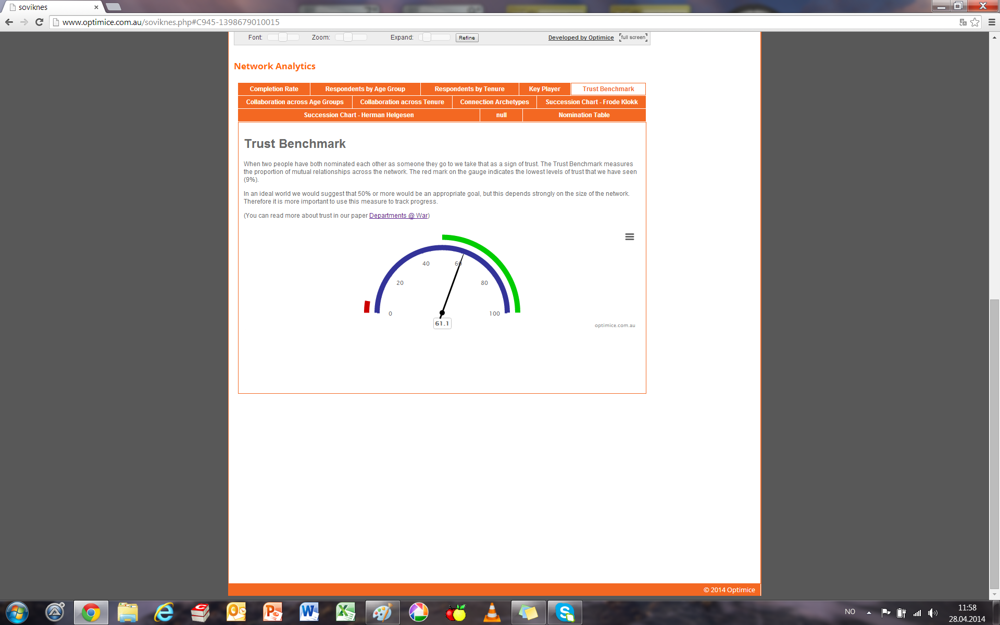 soviknes
www.optimice.com.au/soviknes.php#C945-1398679010015
Font: Zoom: Expand: Refine Developed by Optimice [full screen]
Network Analytics
Completion Rate Respondents by Age Group Respondents by Tenure Key Player Trust Benchmark
Collaboration across Age Groups Collaboration across Tenure Connection Archetypes Succession Chart - Frode Klokk
Succession Chart - Herman Helgesen null Nomination Table
Trust Benchmark
When two people have both nominated each other as someone they go to we take that as a sign of trust. The Trust Benchmark measures
the proportion of mutual relationships across the network. The red mark on the gauge indicates the lowest levels of trust that we have seen
(9%).
In an ideal world we would suggest that 50% or more would be an appropriate goal, but this depends strongly on the size of the network.
Therefore it is more important to use this measure to track progress.
(You can read more about trust in our paper Departments @ War)
40 60
20 80
0 100
61.1
optimice.com.au
© 2014 Optimice
NO
11:58
28.04.2014